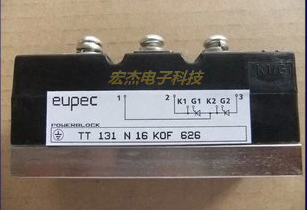 宏杰电子科技
eupec
1 2 K1 G1 K2 G2 3
POWERBLOCK
TT 131 N 16 KOF 626